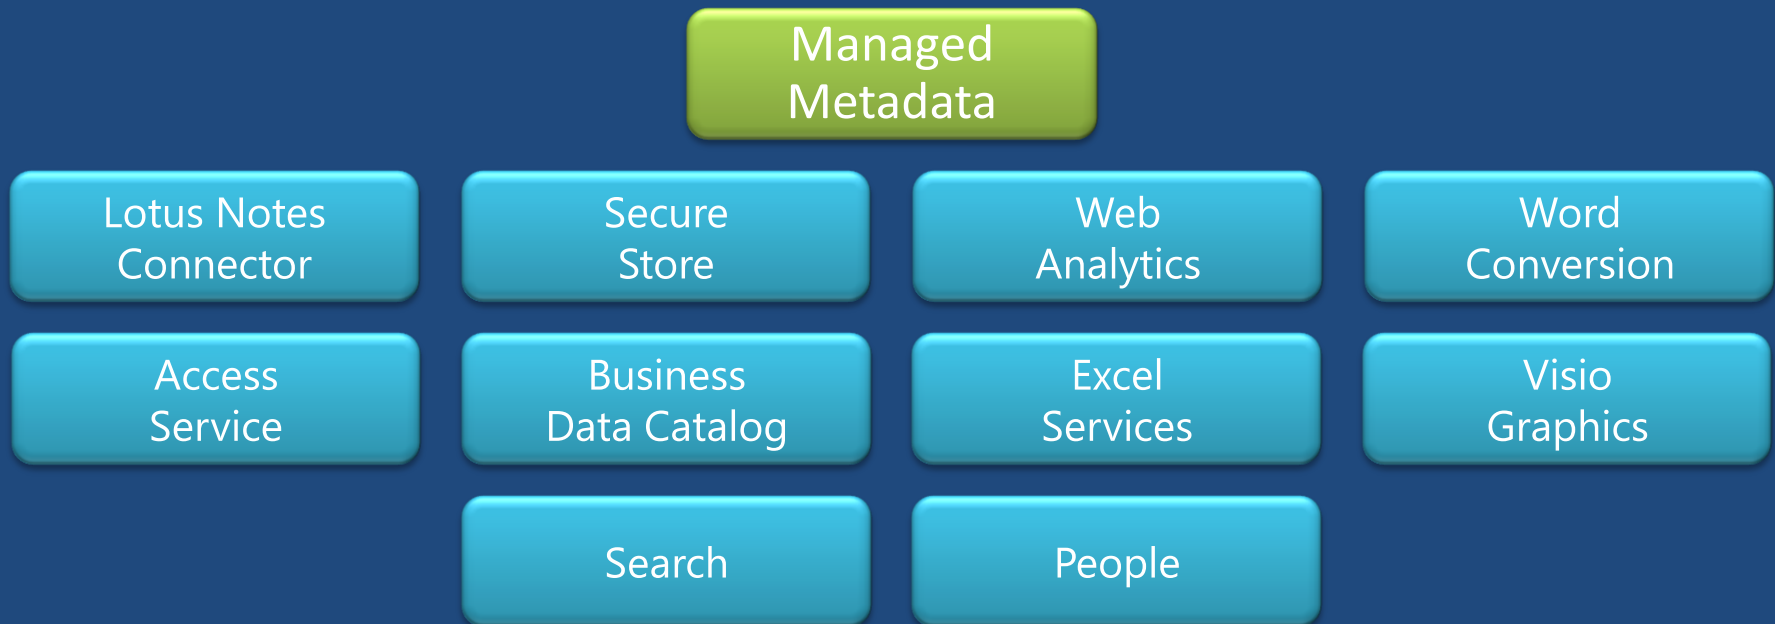 Managed
Metadata
Lotus Notes
Connector
Secure
Store
Web
Analytics
Word
Conversion
Access
Service
Business
Data Catalog
Excel
Services
Visio
Graphics
Search
People